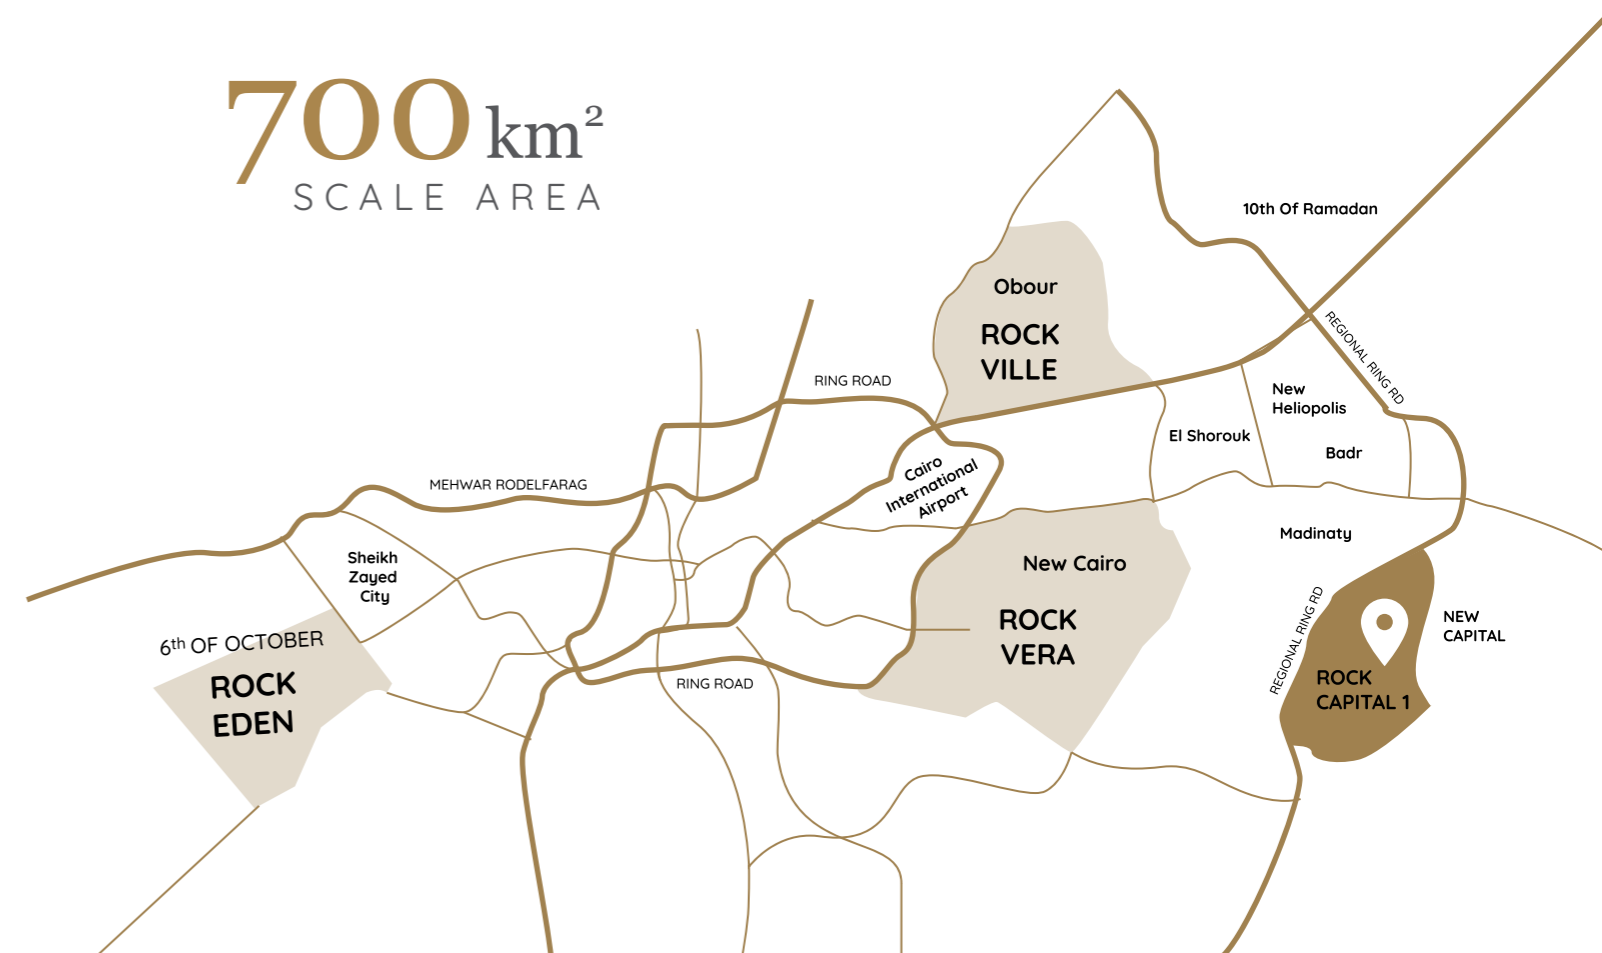 700 km²
SCALE AREA
10th Of Ramadan
Obour
ROCK
VILLE
REGIONAL RING RD
RING ROAD
New
Heliopolis
El Shorouk
Badr
Cairo
International
Airport
MEHWAR RODELFARAG
Madinaty
Sheikh
Zayed
City
New Cairo
ROCK
VERA
6th OF OCTOBER
ROCK
EDEN
RING ROAD
REGIONAL RING RD
NEW
CAPITAL
ROCK
CAPITAL 1